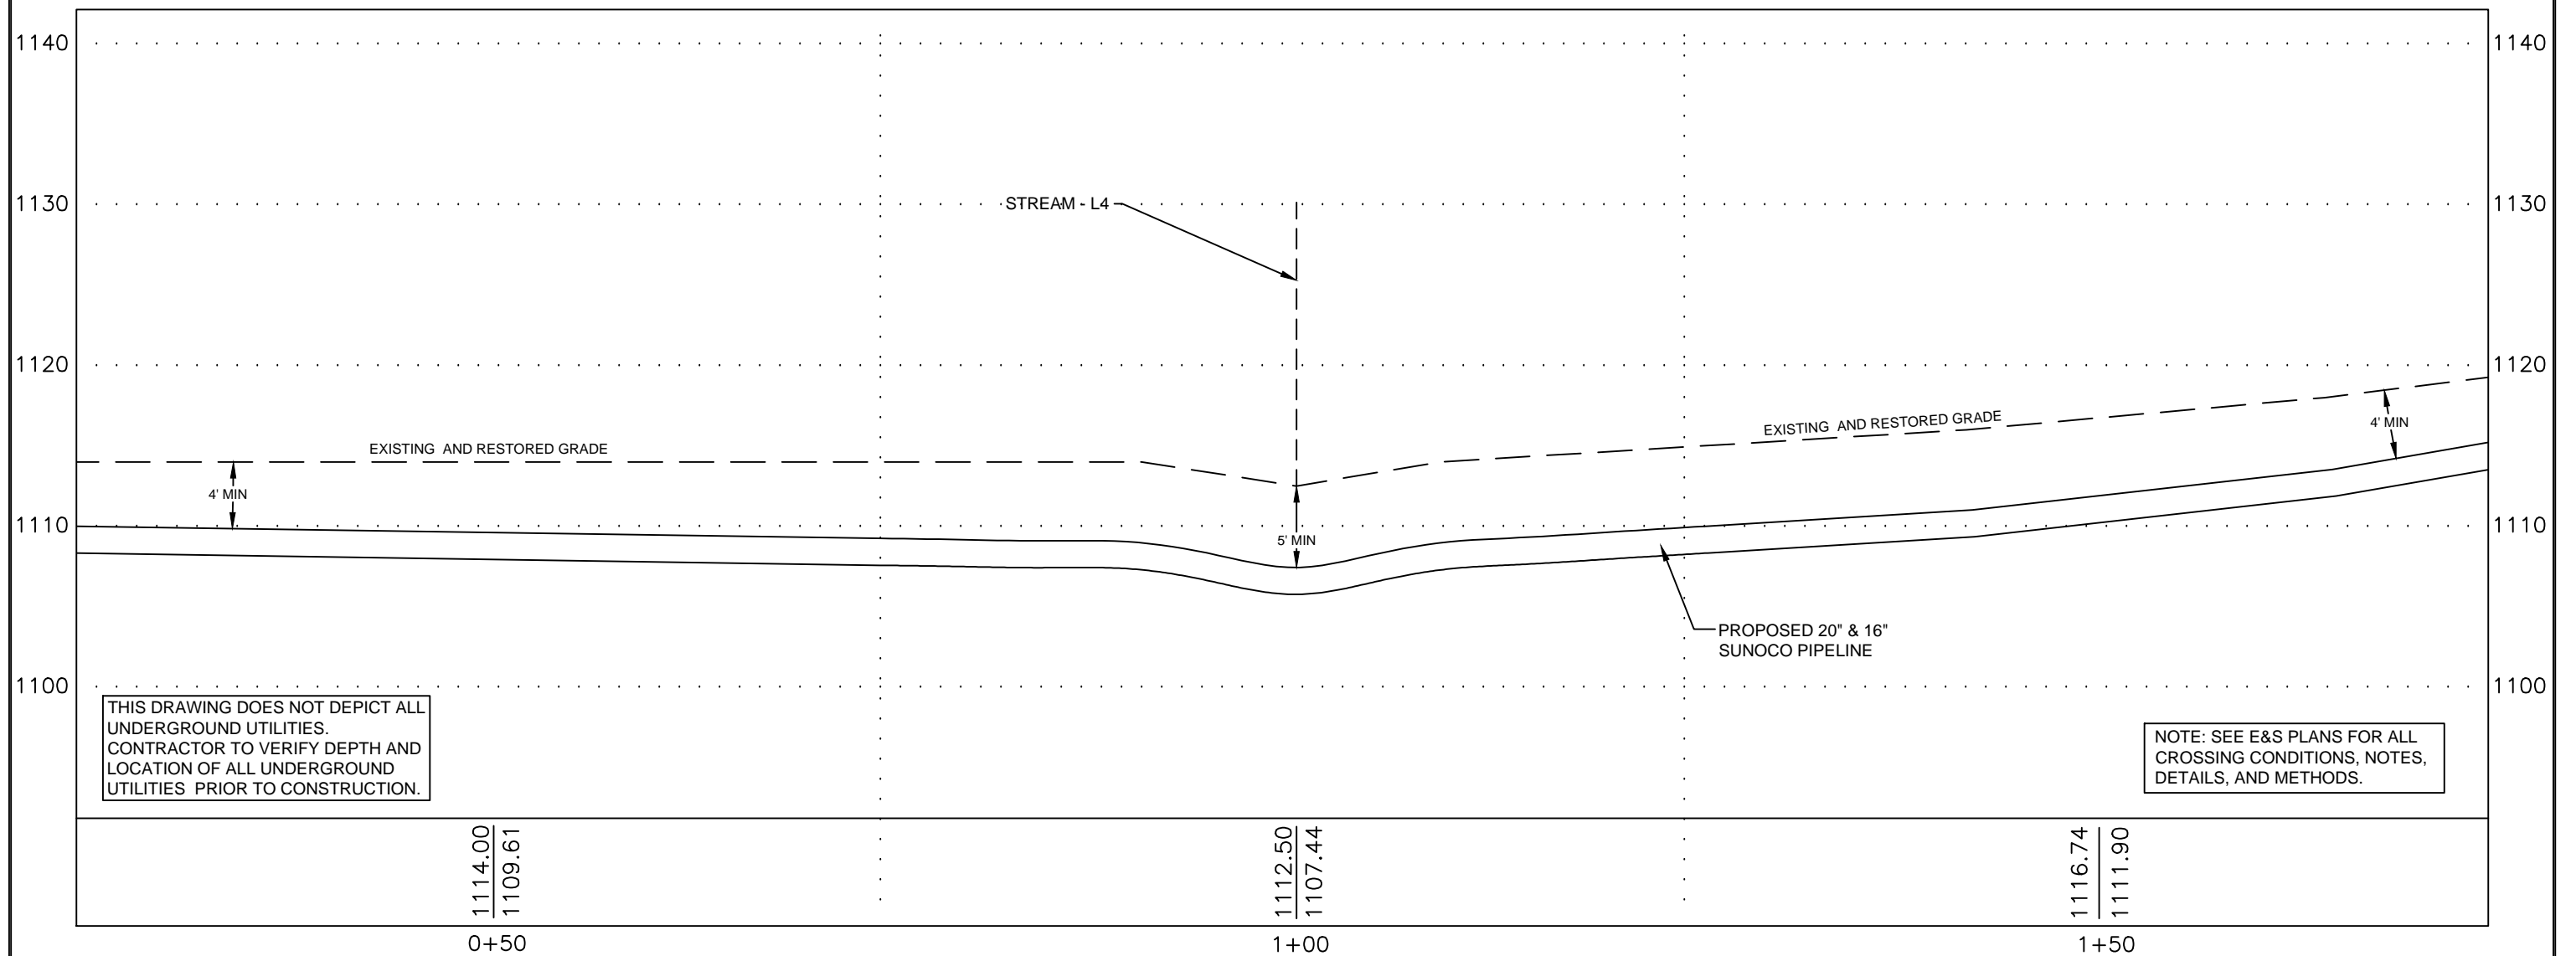 1140
1140
1130
STREAM - L4
1130
1120
1120
EXISTING AND RESTORED GRADE
EXISTING AND RESTORED GRADE
4' MIN
4' MIN
1110
5' MIN
1110
PROPOSED 20" & 16"
SUNOCO PIPELINE
1100
1100
THIS DRAWING DOES NOT DEPICT ALL
UNDERGROUND UTILITIES.
CONTRACTOR TO VERIFY DEPTH AND
LOCATION OF ALL UNDERGROUND
UTILITIES PRIOR TO CONSTRUCTION.
NOTE: SEE E&S PLANS FOR ALL
CROSSING CONDITIONS, NOTES,
DETAILS, AND METHODS.
1114.00
1109.61
1112.50
1107.44
1116.74
1111.90
0+50
1+00
1+50